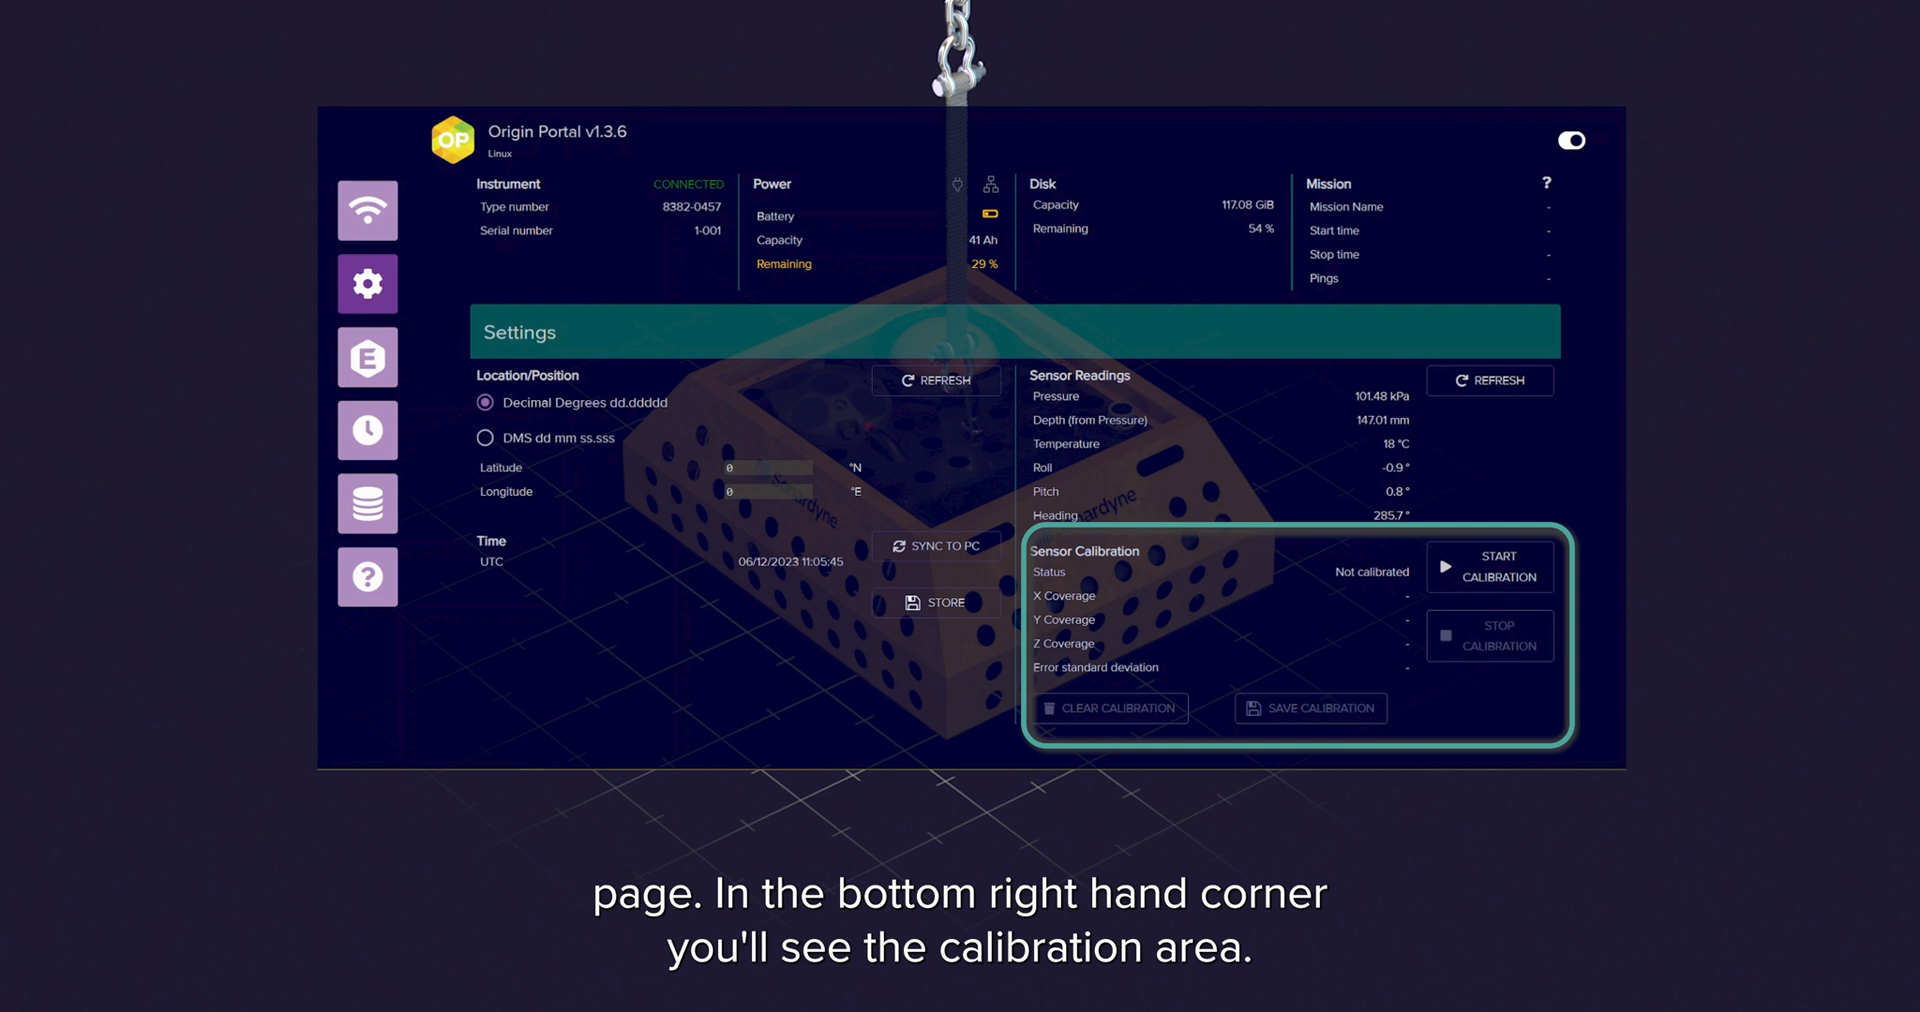 OP
Origin Portal v1.3.6
Linux
Instrument CONNECTED
Type number 8382-0457
Serial number 1-001
Power
Battery
Capacity 41 Ah
Remaining 29 %
Disk
Capacity 117.08 GiB
Remaining 54 %
Mission ?
Mission Name -
Start time -
Stop time -
Pings -
E
?
Settings
Location/Position
REFRESH
Decimal Degrees dd.ddddd
DMS dd mm ss.sss
Latitude 0 °N
Longitude 0 °E
Sonardyne
Time
UTC 06/12/2023 11:05:45
SYNC TO PC
STORE
Sensor Readings
REFRESH
Pressure 101.48 kPa
Depth (from Pressure) 147.01 mm
Temperature 18 °C
Roll -0.9 °
Pitch 0.8 °
Heading 285.7 °
ardyne
Sensor Calibration
Status Not calibrated
X Coverage -
Y Coverage -
Z Coverage -
Error standard deviation -
START
CALIBRATION
STOP
CALIBRATION
CLEAR CALIBRATION
SAVE CALIBRATION
page. In the bottom right hand corner
you'll see the calibration area.